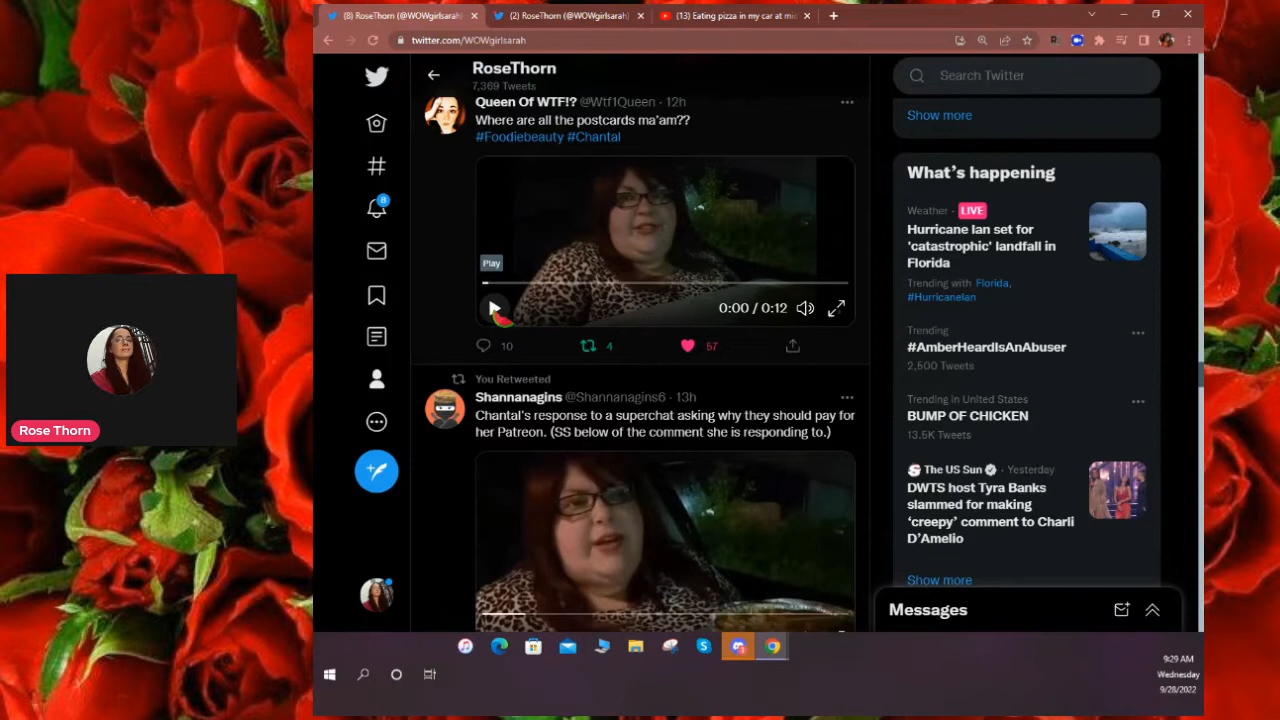 (8) RoseThorn (@WOWgirlsarah)
(2) RoseThorn (@WOWgirlsarah)
(13) Eating pizza in my car at mi
twitter.com/WOWgirlsarah
RoseThorn
7,369 Tweets
Queen Of WTF!? @Wtf1Queen · 12h
Where are all the postcards ma'am??
#Foodiebeauty #Chantal
Play
0:00 / 0:12
10
4
57
You Retweeted
Shannanagins @Shannanagins6 · 13h
Chantal's response to a superchat asking why they should pay for
her Patreon. (SS below of the comment she is responding to.)
8
Search Twitter
Show more
What's happening
Weather · LIVE
Hurricane Ian set for
'catastrophic' landfall in
Florida
Trending with Florida,
#HurricaneIan
Trending
#AmberHeardIsAnAbuser
2,500 Tweets
Trending in United States
BUMP OF CHICKEN
13.5K Tweets
The US Sun · Yesterday
DWTS host Tyra Banks
slammed for making
'creepy' comment to Charli
D'Amelio
Show more
Messages
Rose Thorn
9:29 AM
Wednesday
9/28/2022